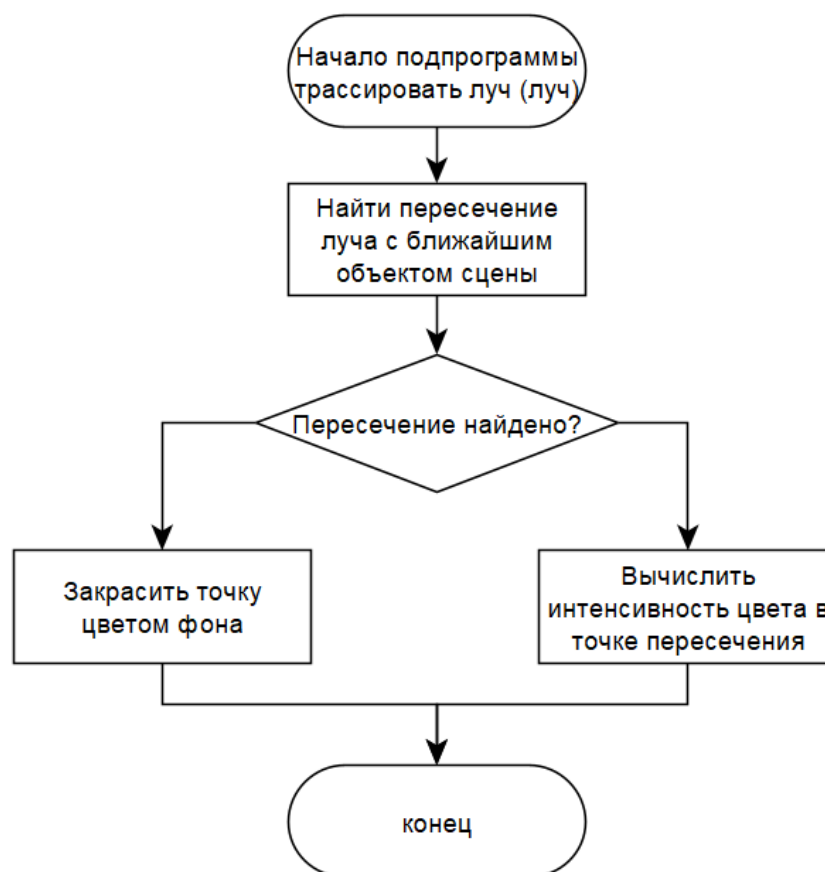 Начало подпрограммы
трассировать луч (луч)
Найти пересечение
луча с ближайшим
объектом сцены
Пересечение найдено?
Закрасить точку
цветом фона
Вычислить
интенсивность цвета в
точке пересечения
конец